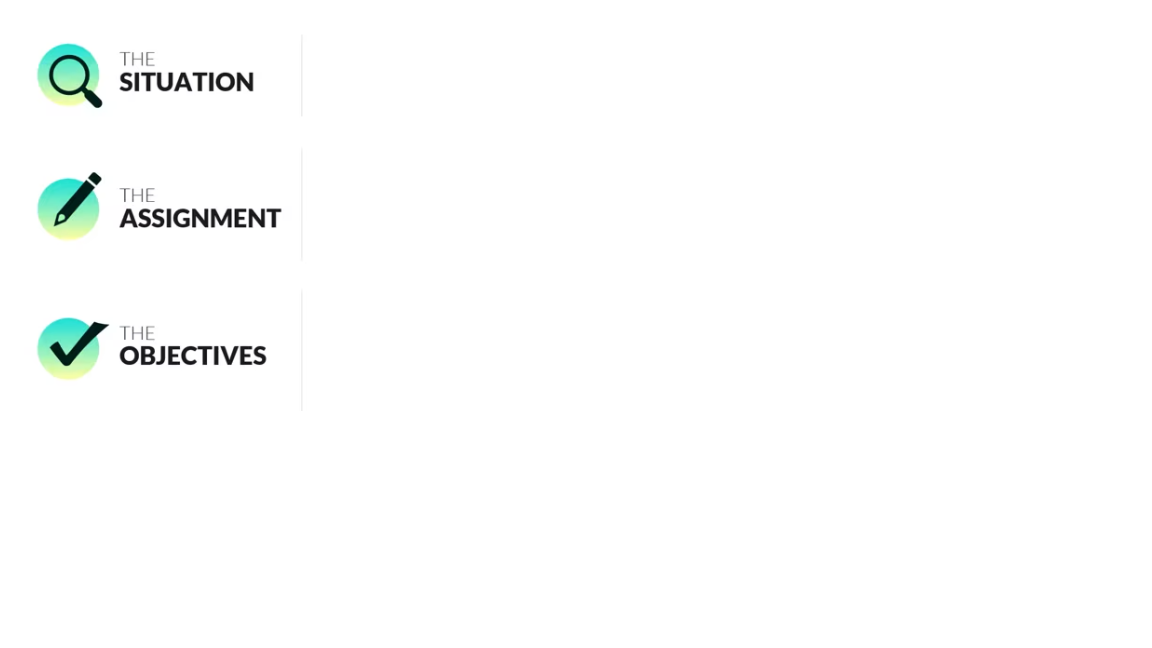 THE
SITUATION
THE
ASSIGNMENT
THE
OBJECTIVES